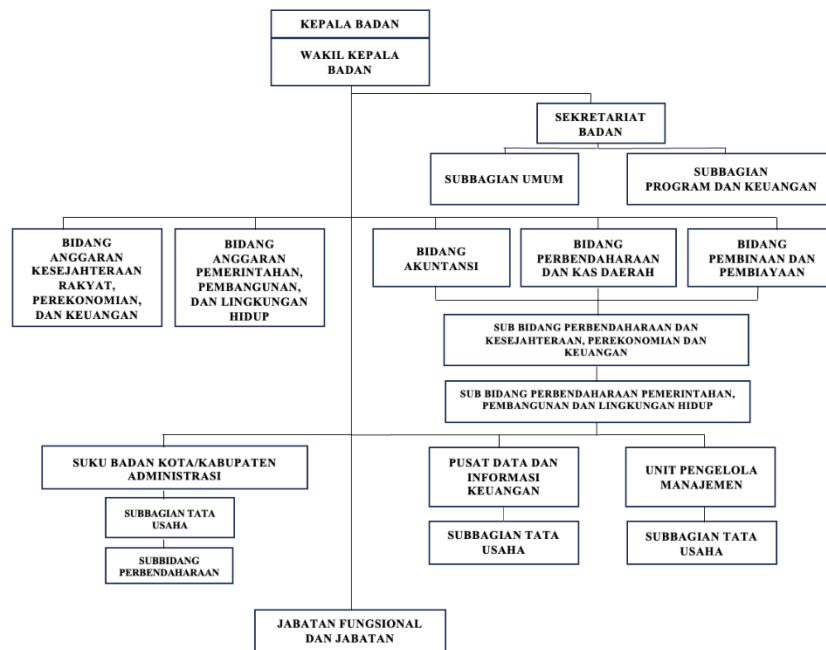 KEPALA BADAN
WAKIL KEPALA
BADAN
SEKRETARIAT
BADAN
SUBBAGIAN UMUM
SUBBAGIAN
PROGRAM DAN KEUANGAN
BIDANG
ANGGARAN
KESEJAHTERAAN
RAKYAT,
PEREKONOMIAN,
DAN KEUANGAN
BIDANG
ANGGARAN
PEMERINTAHAN,
PEMBANGUNAN,
DAN LINGKUNGAN
HIDUP
BIDANG
AKUNTANSI
BIDANG
PERBENDAHARAAN
DAN KAS DAERAH
BIDANG
PEMBINAAN DAN
PEMBIAYAAN
SUB BIDANG PERBENDAHARAAN DAN
KESEJAHTERAAN, PEREKONOMIAN DAN
KEUANGAN
SUB BIDANG PERBENDAHARAAN PEMERINTAHAN,
PEMBANGUNAN DAN LINGKUNGAN HIDUP
SUKU BADAN KOTA/KABUPATEN
ADMINISTRASI
SUBBAGIAN TATA
USAHA
SUBBIDANG
PERBENDAHARAAN
PUSAT DATA DAN
INFORMASI
KEUANGAN
SUBBAGIAN TATA
USAHA
UNIT PENGELOLA
MANAJEMEN
SUBBAGIAN TATA
USAHA
JABATAN FUNGSIONAL
DAN JABATAN